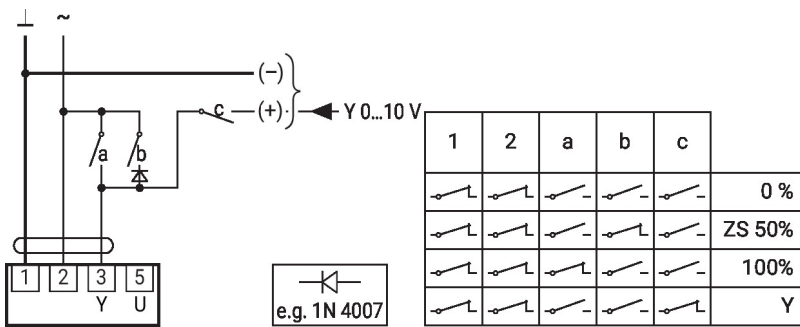 ⊥ ~
(–)
c (+) Y 0...10 V
a b
1 2 3 5
Y U
e.g. 1N 4007
1 2 a b c
0 %
ZS 50%
100%
Y